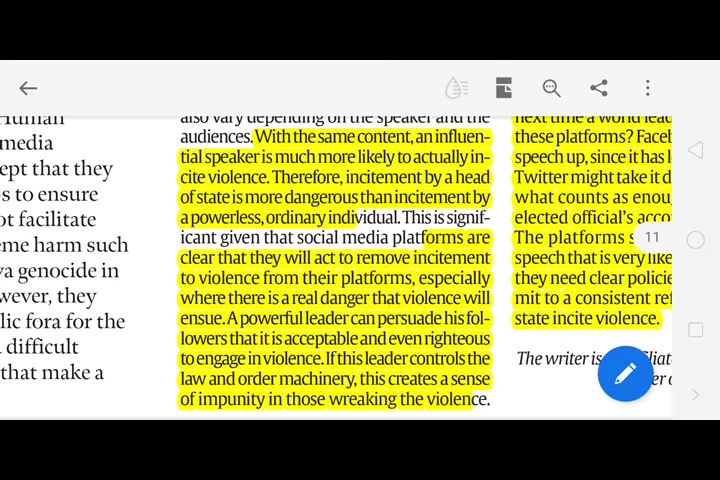 Human
media
ept that they
s to ensure
ot facilitate
eme harm such
ya genocide in
wever, they
lic fora for the
difficult
that make a
also vary depending on the speaker and the
audiences. With the same content, an influen-
tial speaker is much more likely to actually in-
cite violence. Therefore, incitement by a head
of state is more dangerous than incitement by
a powerless, ordinary individual. This is signif-
icant given that social media platforms are
clear that they will act to remove incitement
to violence from their platforms, especially
where there is a real danger that violence will
ensue. A powerful leader can persuade his fol-
lowers that it is acceptable and even righteous
to engage in violence. If this leader controls the
law and order machinery, this creates a sense
of impunity in those wreaking the violence.
next time a world lead
these platforms? Faceb
speech up, since it has l
Twitter might take it d
what counts as enoug
elected official's acco
The platforms s
speech that is very like
they need clear policie
mit to a consistent ref
state incite violence.
The writer is
11